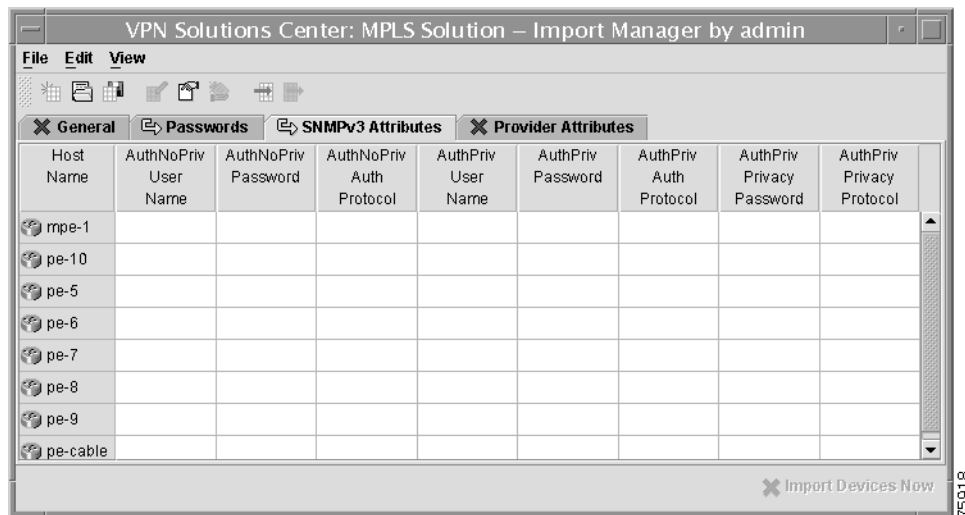 VPN Solutions Center: MPLS Solution – Import Manager by admin
File Edit View
General Passwords SNMPv3 Attributes Provider Attributes
Host Name AuthNoPriv User Name AuthNoPriv Password AuthNoPriv Auth Protocol AuthPriv User Name AuthPriv Password AuthPriv Auth Protocol AuthPriv Privacy Password AuthPriv Privacy Protocol
mpe-1
pe-10
pe-5
pe-6
pe-7
pe-8
pe-9
pe-cable
Import Devices Now
75918